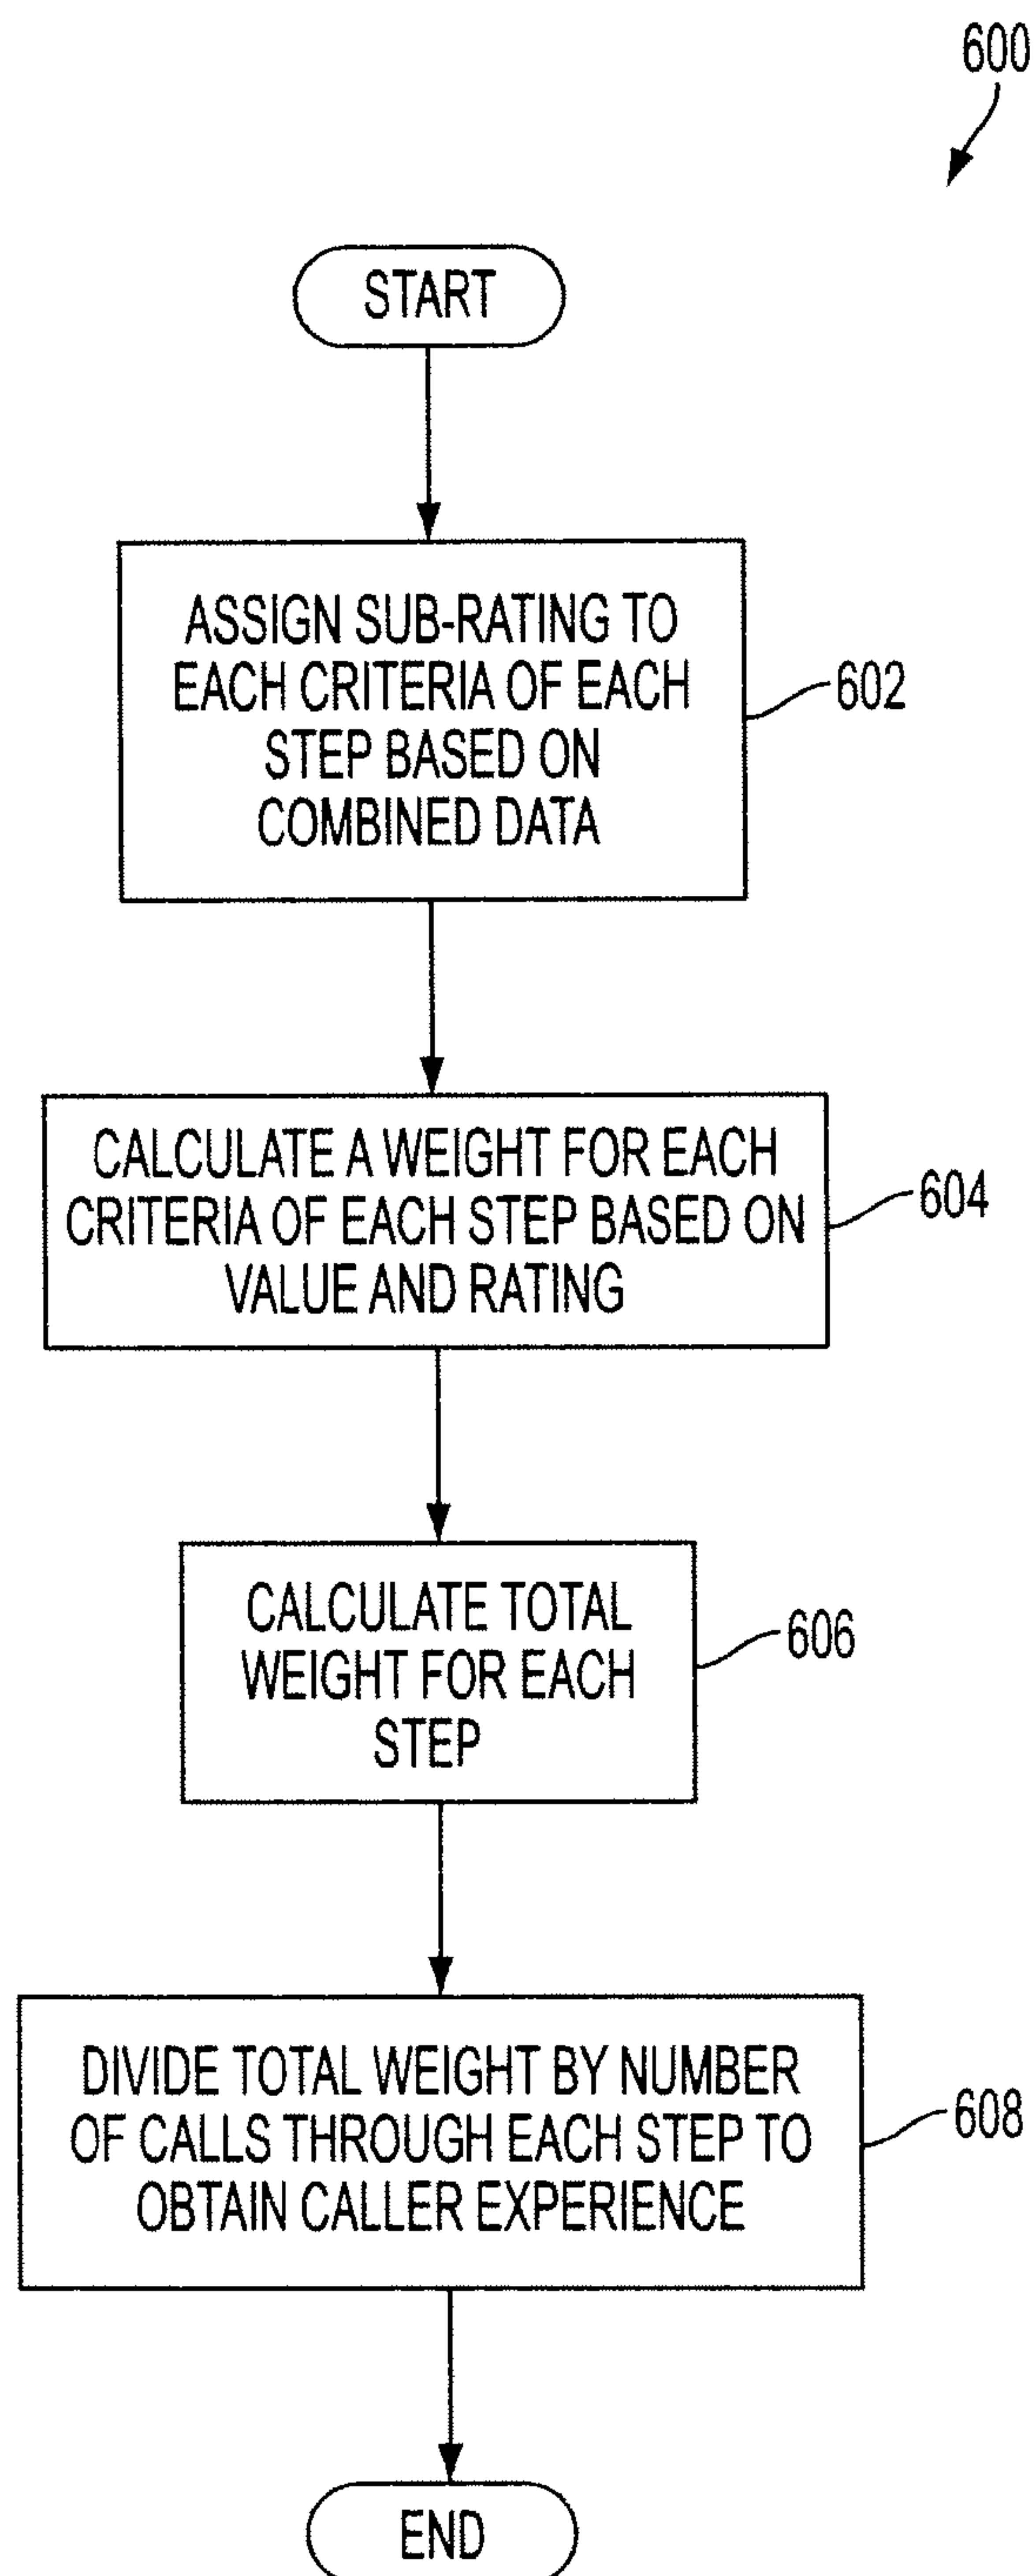 600
START
ASSIGN SUB-RATING TO
EACH CRITERIA OF EACH
STEP BASED ON
COMBINED DATA
602
CALCULATE A WEIGHT FOR EACH
CRITERIA OF EACH STEP BASED ON
VALUE AND RATING
604
CALCULATE TOTAL
WEIGHT FOR EACH
STEP
606
DIVIDE TOTAL WEIGHT BY NUMBER
OF CALLS THROUGH EACH STEP TO
OBTAIN CALLER EXPERIENCE
608
END